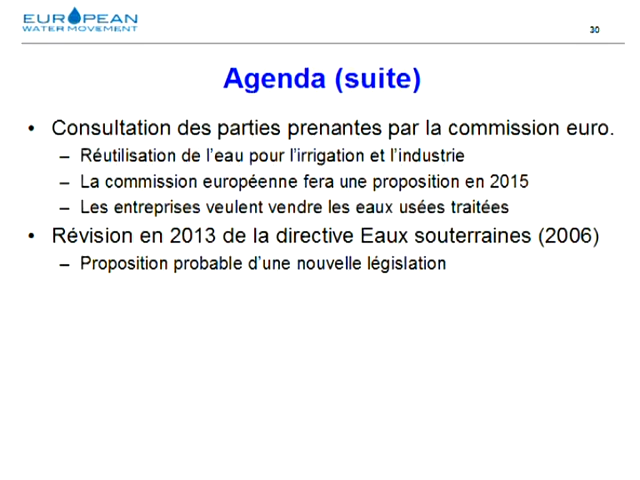 EUROPEAN
WATER MOVEMENT
30
Agenda (suite)
• Consultation des parties prenantes par la commission euro.
– Réutilisation de l'eau pour l'irrigation et l'industrie
– La commission européenne fera une proposition en 2015
– Les entreprises veulent vendre les eaux usées traitées
• Révision en 2013 de la directive Eaux souterraines (2006)
– Proposition probable d'une nouvelle législation